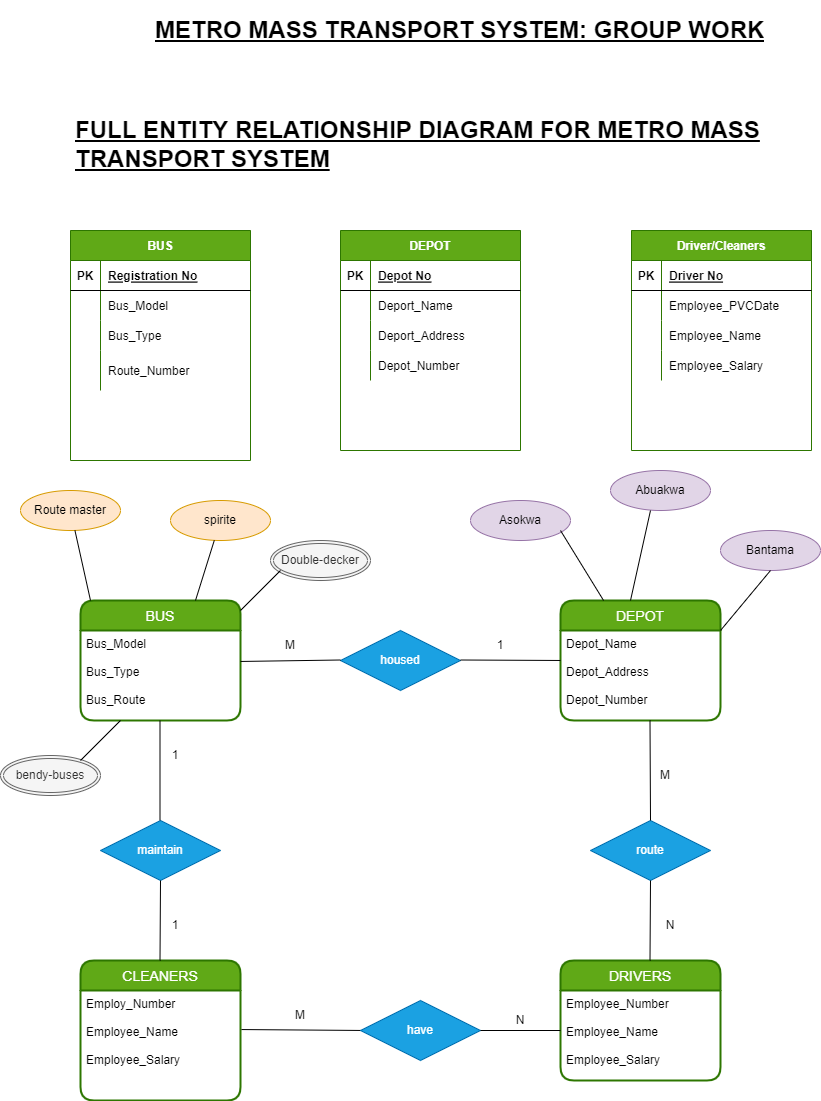 METRO MASS TRANSPORT SYSTEM: GROUP WORK
FULL ENTITY RELATIONSHIP DIAGRAM FOR METRO MASS
TRANSPORT SYSTEM
BUS
PK Registration No
Bus_Model
Bus_Type
Route_Number
DEPOT
PK Depot No
Deport_Name
Deport_Address
Depot_Number
Driver/Cleaners
PK Driver No
Employee_PVCDate
Employee_Name
Employee_Salary
Route master
spirite
Double-decker
Asokwa
Abuakwa
Bantama
BUS
Bus_Model
Bus_Type
Bus_Route
M
housed
1
DEPOT
Depot_Name
Depot_Address
Depot_Number
bendy-buses
1
maintain
1
M
route
N
CLEANERS
Employ_Number
Employee_Name
Employee_Salary
M
have
N
DRIVERS
Employee_Number
Employee_Name
Employee_Salary